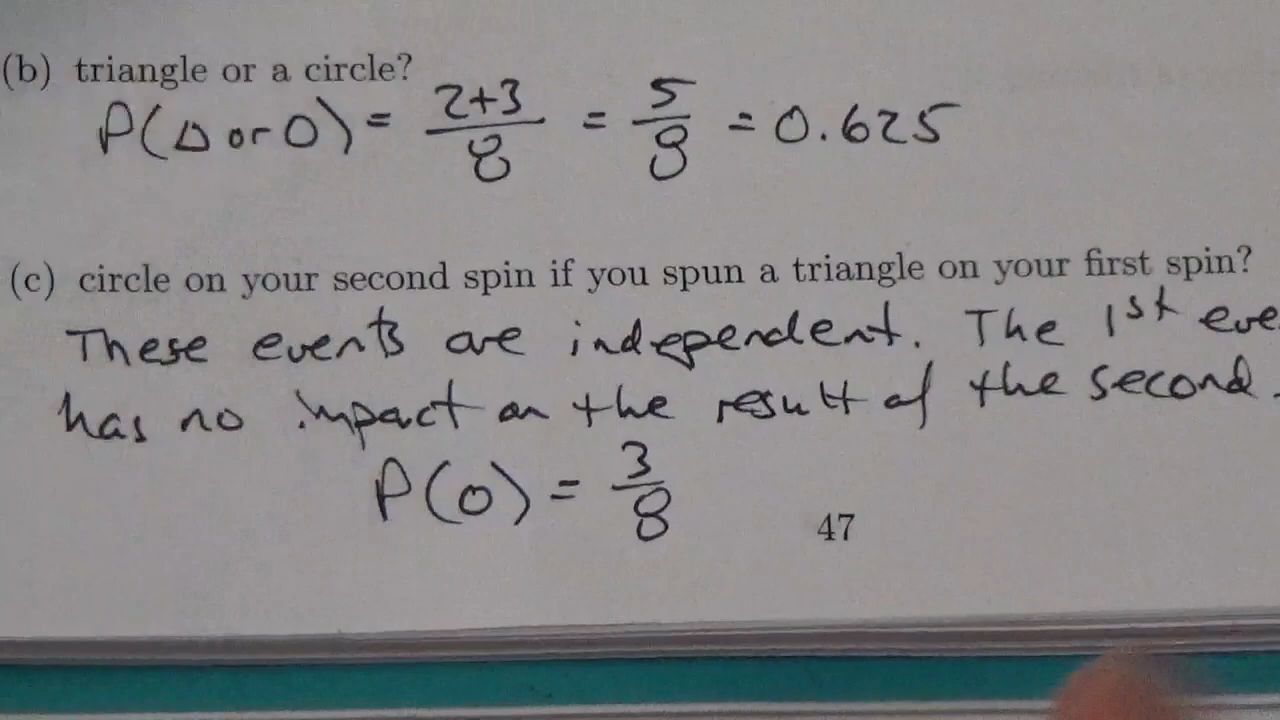 (b) triangle or a circle?
P(△ or O) = 2+3/8 = 5/8 = 0.625
(c) circle on your second spin if you spun a triangle on your first spin?
These events are independent. The 1st eve
has no impact on the result of the second.
P(O) = 3/8
47